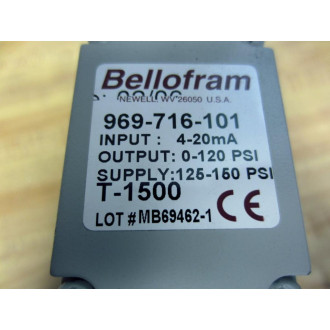 Bellofram
NEWELL, WV 26050 U.S.A.
969-716-101
INPUT : 4-20mA
OUTPUT: 0-120 PSI
SUPPLY:125-150 PSI
T-1500
LOT # MB69462-1
CE